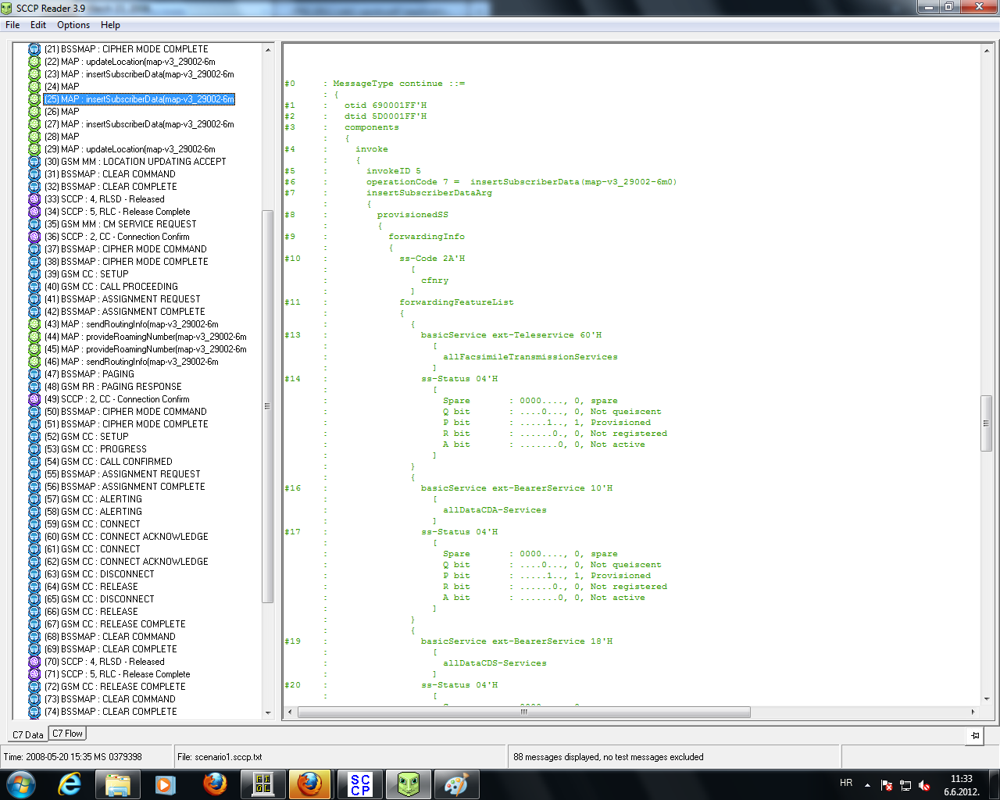 SCCP Reader 3.9
File Edit Options Help
(21) BSSMAP : CIPHER MODE COMPLETE
(22) MAP : updateLocation(map-v3_29002-6m
(23) MAP : insertSubscriberData(map-v3_29002-6m
(24) MAP
(25) MAP : insertSubscriberData(map-v3_29002-6m
(26) MAP
(27) MAP : insertSubscriberData(map-v3_29002-6m
(28) MAP
(29) MAP : updateLocation(map-v3_29002-6m
(30) GSM MM : LOCATION UPDATING ACCEPT
(31) BSSMAP : CLEAR COMMAND
(32) BSSMAP : CLEAR COMPLETE
(33) SCCP : 4, RLSD - Released
(34) SCCP : 5, RLC - Release Complete
(35) GSM MM : CM SERVICE REQUEST
(36) SCCP : 2, CC - Connection Confirm
(37) BSSMAP : CIPHER MODE COMMAND
(38) BSSMAP : CIPHER MODE COMPLETE
(39) GSM CC : SETUP
(40) GSM CC : CALL PROCEEDING
(41) BSSMAP : ASSIGNMENT REQUEST
(42) BSSMAP : ASSIGNMENT COMPLETE
(43) MAP : sendRoutingInfo(map-v3_29002-6m
(44) MAP : provideRoamingNumber(map-v3_29002-6m
(45) MAP : provideRoamingNumber(map-v3_29002-6m
(46) MAP : sendRoutingInfo(map-v3_29002-6m
(47) BSSMAP : PAGING
(48) GSM RR : PAGING RESPONSE
(49) SCCP : 2, CC - Connection Confirm
(50) BSSMAP : CIPHER MODE COMMAND
(51) BSSMAP : CIPHER MODE COMPLETE
(52) GSM CC : SETUP
(53) GSM CC : PROGRESS
(54) GSM CC : CALL CONFIRMED
(55) BSSMAP : ASSIGNMENT REQUEST
(56) BSSMAP : ASSIGNMENT COMPLETE
(57) GSM CC : ALERTING
(58) GSM CC : ALERTING
(59) GSM CC : CONNECT
(60) GSM CC : CONNECT ACKNOWLEDGE
(61) GSM CC : CONNECT
(62) GSM CC : CONNECT ACKNOWLEDGE
(63) GSM CC : DISCONNECT
(64) GSM CC : RELEASE
(65) GSM CC : DISCONNECT
(66) GSM CC : RELEASE
(67) GSM CC : RELEASE COMPLETE
(68) BSSMAP : CLEAR COMMAND
(69) BSSMAP : CLEAR COMPLETE
(70) SCCP : 4, RLSD - Released
(71) SCCP : 5, RLC - Release Complete
(72) GSM CC : RELEASE COMPLETE
(73) BSSMAP : CLEAR COMMAND
(74) BSSMAP : CLEAR COMPLETE
#0 : MessageType continue ::=
: {
#1 : otid 690001FF'H
#2 : dtid 5D0001FF'H
#3 : components
: {
#4 : invoke
: {
#5 : invokeID 5
#6 : operationCode 7 = insertSubscriberData(map-v3_29002-6m0)
#7 : insertSubscriberDataArg
: {
#8 : provisionedSS
: {
#9 : forwardingInfo
: {
#10 : ss-Code 2A'H
: [
: cfnry
: ]
#11 : forwardingFeatureList
: {
: {
#13 : basicService ext-Teleservice 60'H
: [
: allFacsimileTransmissionServices
: ]
#14 : ss-Status 04'H
: [
: Spare : 0000...., 0, spare
: Q bit : ....0..., 0, Not queiscent
: P bit : .....1.., 1, Provisioned
: R bit : ......0., 0, Not registered
: A bit : .......0, 0, Not active
: ]
: }
: {
#16 : basicService ext-BearerService 10'H
: [
: allDataCDA-Services
: ]
#17 : ss-Status 04'H
: [
: Spare : 0000...., 0, spare
: Q bit : ....0..., 0, Not queiscent
: P bit : .....1.., 1, Provisioned
: R bit : ......0., 0, Not registered
: A bit : .......0, 0, Not active
: ]
: }
: {
#19 : basicService ext-BearerService 18'H
: [
: allDataCDS-Services
: ]
#20 : ss-Status 04'H
: [
C7 Data C7 Flow
Time: 2008-05-20 15:35 MS 0379398 File: scenario1.sccp.txt 88 messages displayed, no test messages excluded
SC
CP
HR
11:33
6.6.2012.